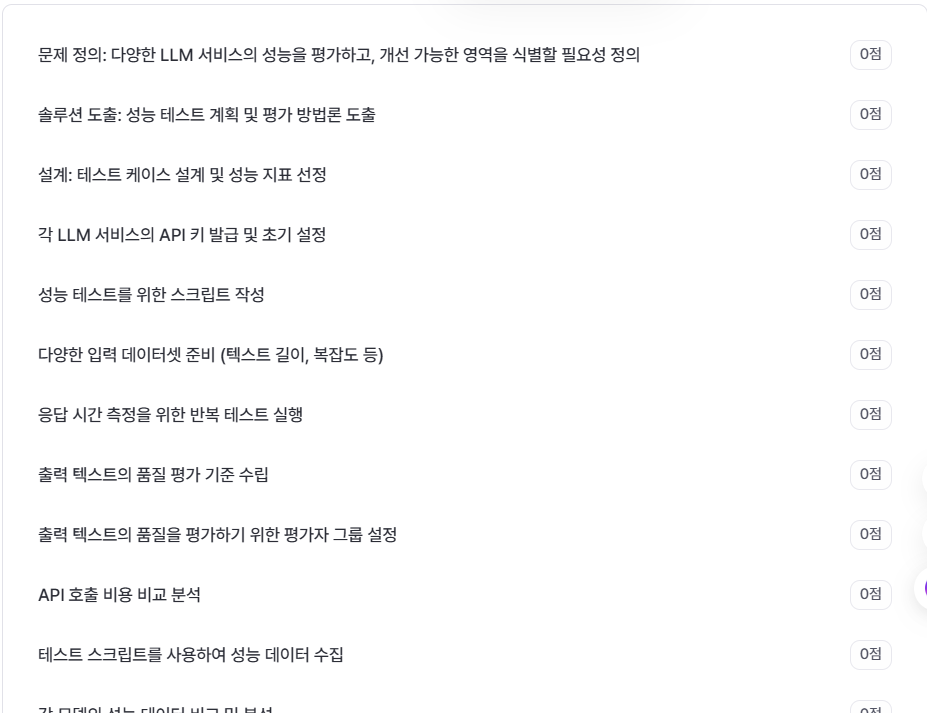 문제 정의: 다양한 LLM 서비스의 성능을 평가하고, 개선 가능한 영역을 식별할 필요성 정의 0점
솔루션 도출: 성능 테스트 계획 및 평가 방법론 도출 0점
설계: 테스트 케이스 설계 및 성능 지표 선정 0점
각 LLM 서비스의 API 키 발급 및 초기 설정 0점
성능 테스트를 위한 스크립트 작성 0점
다양한 입력 데이터셋 준비 (텍스트 길이, 복잡도 등) 0점
응답 시간 측정을 위한 반복 테스트 실행 0점
출력 텍스트의 품질 평가 기준 수립 0점
출력 텍스트의 품질을 평가하기 위한 평가자 그룹 설정 0점
API 호출 비용 비교 분석 0점
테스트 스크립트를 사용하여 성능 데이터 수집 0점